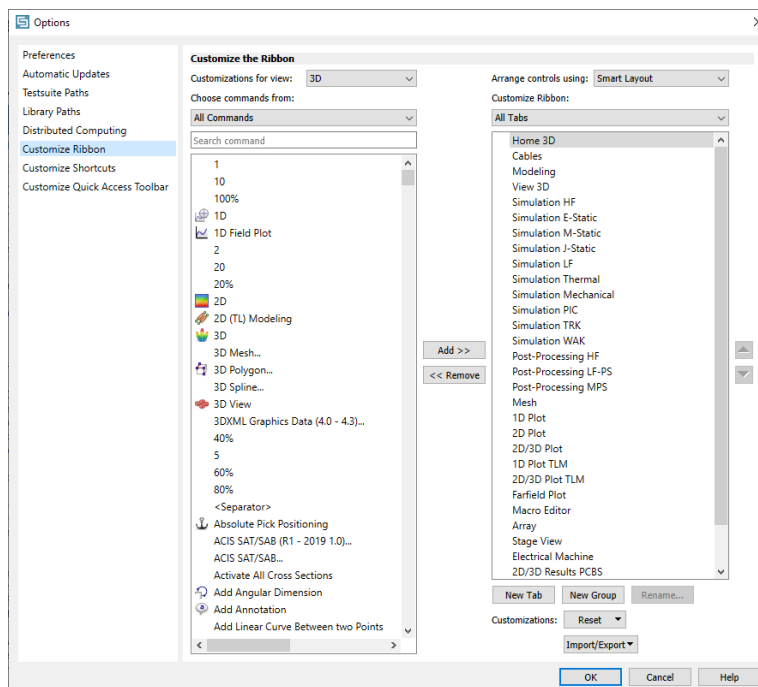 Options
Preferences
Automatic Updates
Testsuite Paths
Library Paths
Distributed Computing
Customize Ribbon
Customize Shortcuts
Customize Quick Access Toolbar
Customize the Ribbon
Customizations for view: 3D
Choose commands from:
All Commands
Search command
1
10
100%
1D
1D Field Plot
2
20
20%
2D
2D (TL) Modeling
3D
3D Mesh...
3D Polygon...
3D Spline...
3D View
3DXML Graphics Data (4.0 - 4.3)...
40%
5
60%
80%
<Separator>
Absolute Pick Positioning
ACIS SAT/SAB (R1 - 2019 1.0)...
ACIS SAT/SAB...
Activate All Cross Sections
Add Angular Dimension
Add Annotation
Add Linear Curve Between two Points
Add >>
<< Remove
Arrange controls using: Smart Layout
Customize Ribbon:
All Tabs
Home 3D
Cables
Modeling
View 3D
Simulation HF
Simulation E-Static
Simulation M-Static
Simulation J-Static
Simulation LF
Simulation Thermal
Simulation Mechanical
Simulation PIC
Simulation TRK
Simulation WAK
Post-Processing HF
Post-Processing LF-PS
Post-Processing MPS
Mesh
1D Plot
2D Plot
2D/3D Plot
1D Plot TLM
2D/3D Plot TLM
Farfield Plot
Macro Editor
Array
Stage View
Electrical Machine
2D/3D Results PCBS
New Tab New Group Rename...
Customizations: Reset
Import/Export
OK Cancel Help